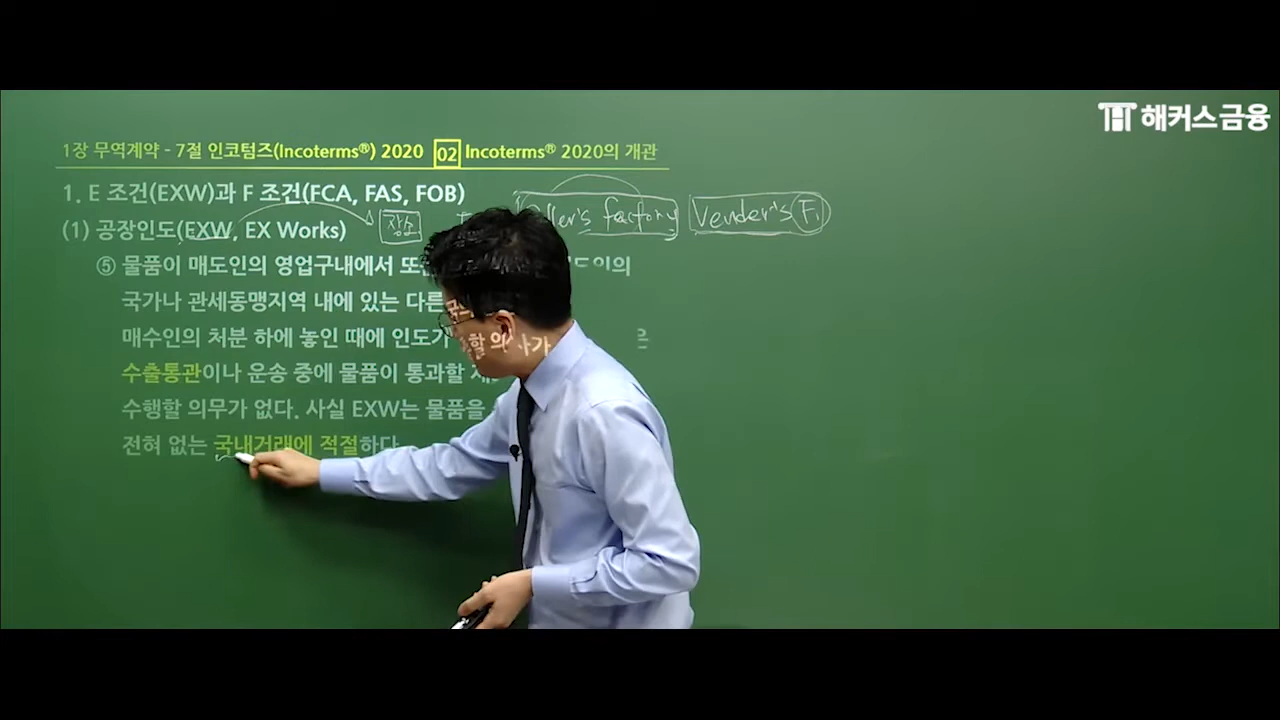 해커스금융
1장 무역계약 - 7절 인코텀즈(Incoterms®) 2020 02 Incoterms® 2020의 개관
1. E 조건(EXW)과 F 조건(FCA, FAS, FOB)
(1) 공장인도(EXW, EX Works) 장소 factory Vender's F.
⑤ 물품이 매도인의 영업구내에서 또는
국가나 관세동맹지역 내에 있는 다른
매수인의 처분 하에 놓인 때에 인도가
수출통관이나 운송 중에 물품이 통과할
수행할 의무가 없다. 사실 EXW는 물품을
전혀 없는 국내거래에 적절하다